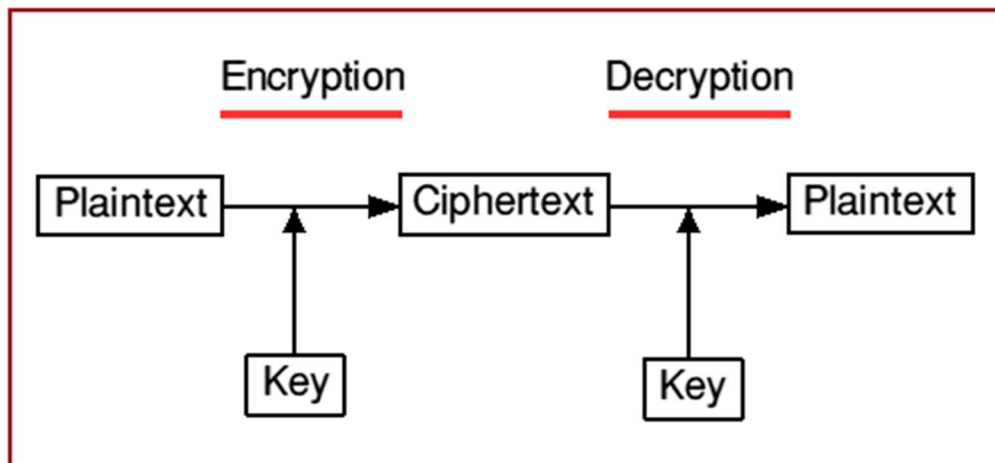 Encryption
Decryption
Plaintext
Ciphertext
Plaintext
Key
Key